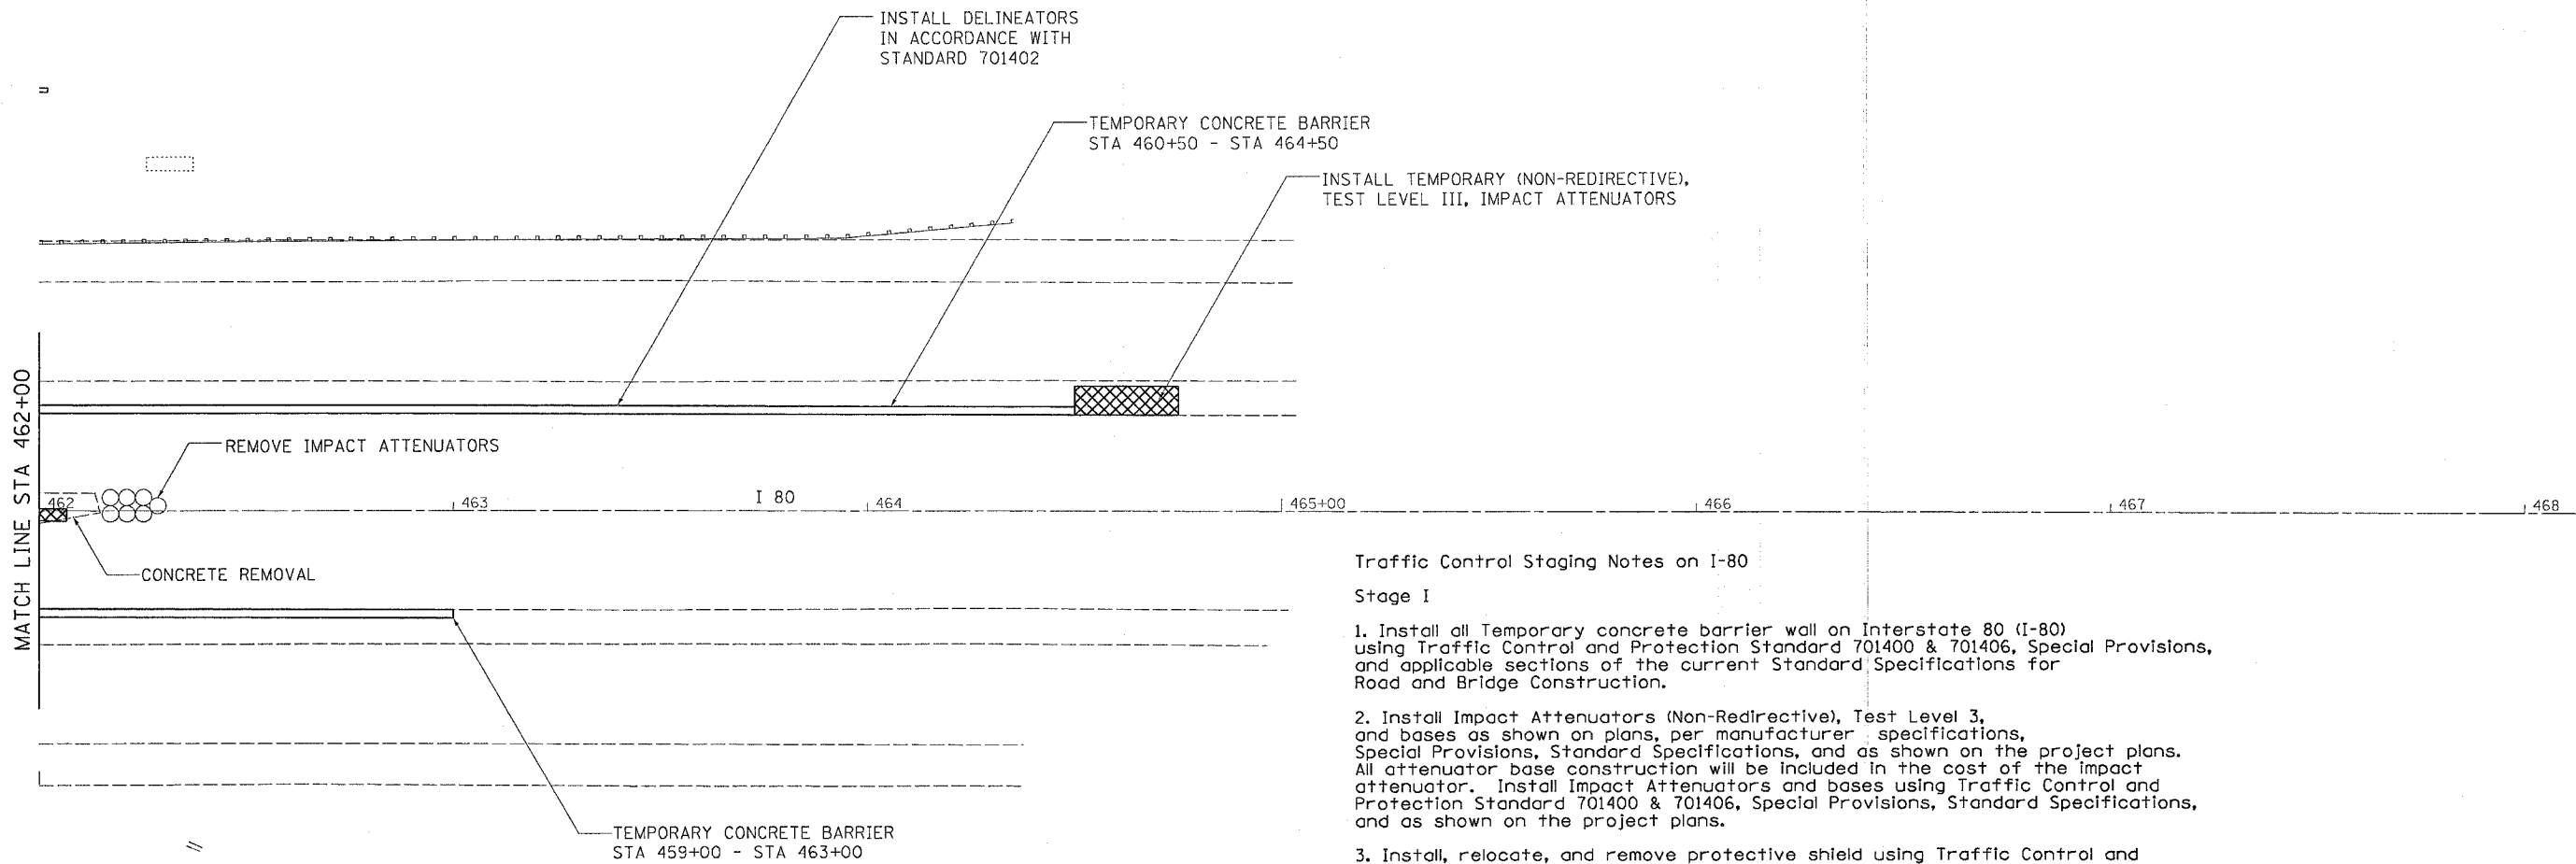 INSTALL DELINEATORS
IN ACCORDANCE WITH
STANDARD 701402
TEMPORARY CONCRETE BARRIER
STA 460+50 - STA 464+50
INSTALL TEMPORARY (NON-REDIRECTIVE),
TEST LEVEL III, IMPACT ATTENUATORS
MATCH LINE STA 462+00
REMOVE IMPACT ATTENUATORS
462
463
I 80
464
465+00
466
467
468
CONCRETE REMOVAL
TEMPORARY CONCRETE BARRIER
STA 459+00 - STA 463+00
Traffic Control Staging Notes on I-80
Stage I
1. Install all Temporary concrete barrier wall on Interstate 80 (I-80)
using Traffic Control and Protection Standard 701400 & 701406, Special Provisions,
and applicable sections of the current Standard Specifications for
Road and Bridge Construction.
2. Install Impact Attenuators (Non-Redirective), Test Level 3,
and bases as shown on plans, per manufacturer specifications,
Special Provisions, Standard Specifications, and as shown on the project plans.
All attenuator base construction will be included in the cost of the impact
attenuator. Install Impact Attenuators and bases using Traffic Control and
Protection Standard 701400 & 701406, Special Provisions, Standard Specifications,
and as shown on the project plans.
3. Install, relocate, and remove protective shield using Traffic Control and